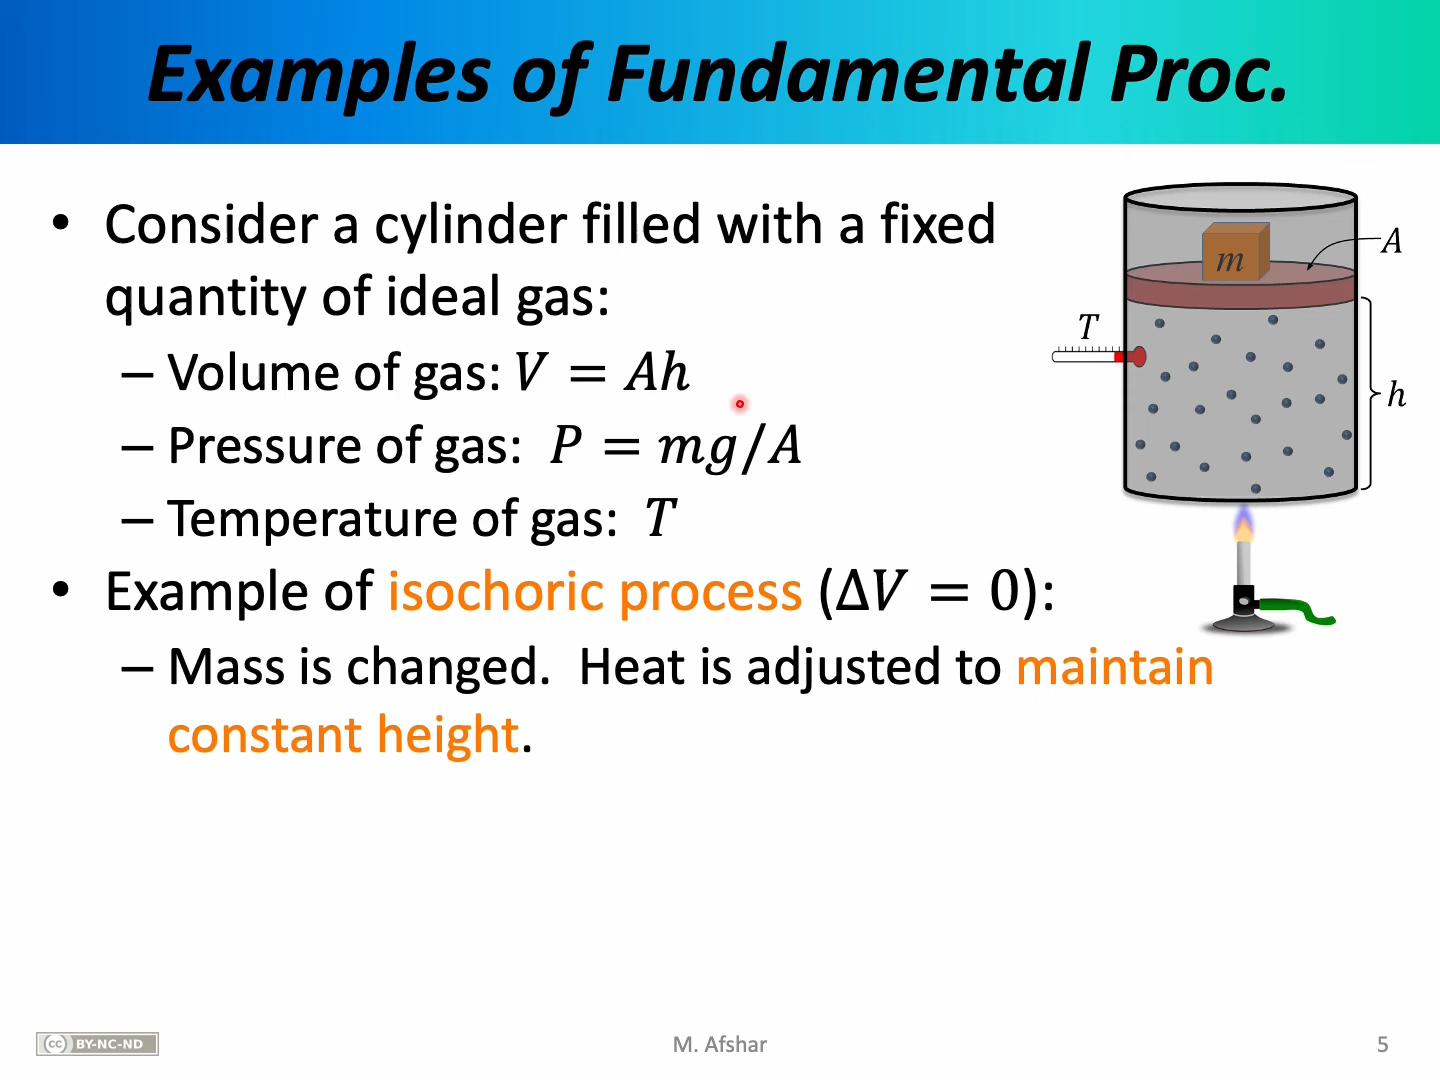 Examples of Fundamental Proc.
• Consider a cylinder filled with a fixed
quantity of ideal gas:
– Volume of gas: V = Ah
– Pressure of gas: P = mg/A
– Temperature of gas: T
• Example of isochoric process (ΔV = 0):
– Mass is changed. Heat is adjusted to maintain
constant height.
m
A
T
h
cc BY-NC-ND
M. Afshar
5